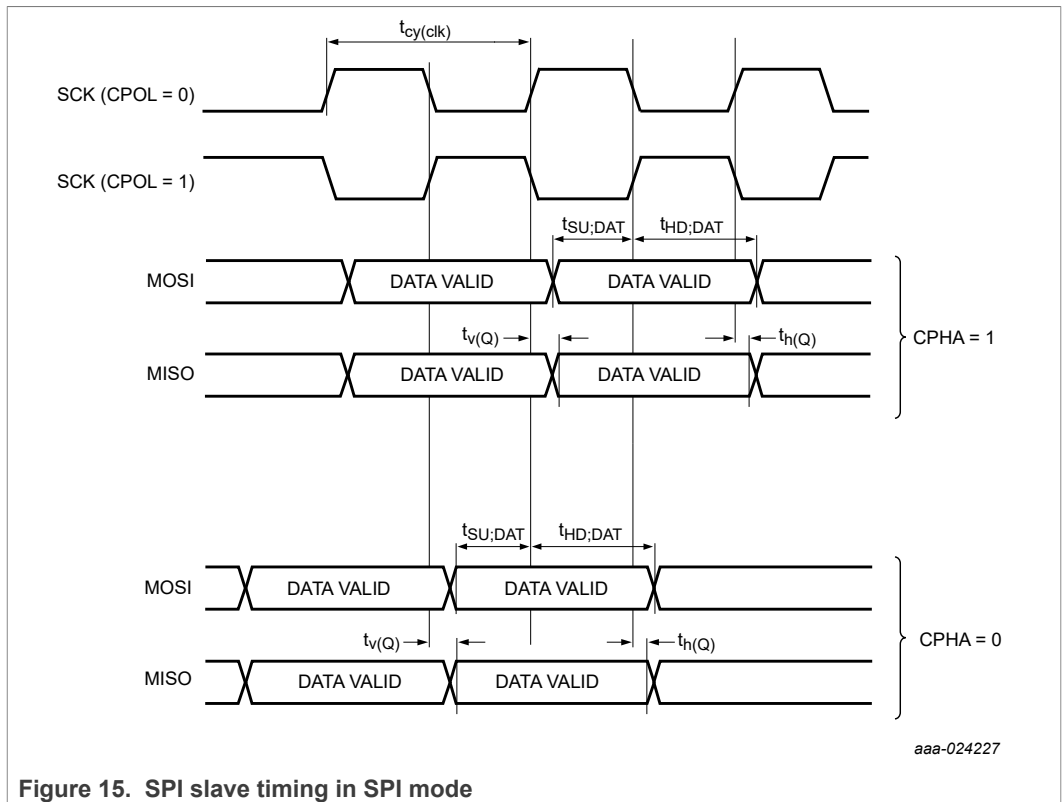 tcy(clk)
SCK (CPOL = 0)
SCK (CPOL = 1)
tSU;DAT tHD;DAT
MOSI DATA VALID DATA VALID
tv(Q) th(Q)
CPHA = 1
MISO DATA VALID DATA VALID
tSU;DAT tHD;DAT
MOSI DATA VALID DATA VALID
tv(Q) th(Q)
CPHA = 0
MISO DATA VALID DATA VALID
aaa-024227
Figure 15. SPI slave timing in SPI mode